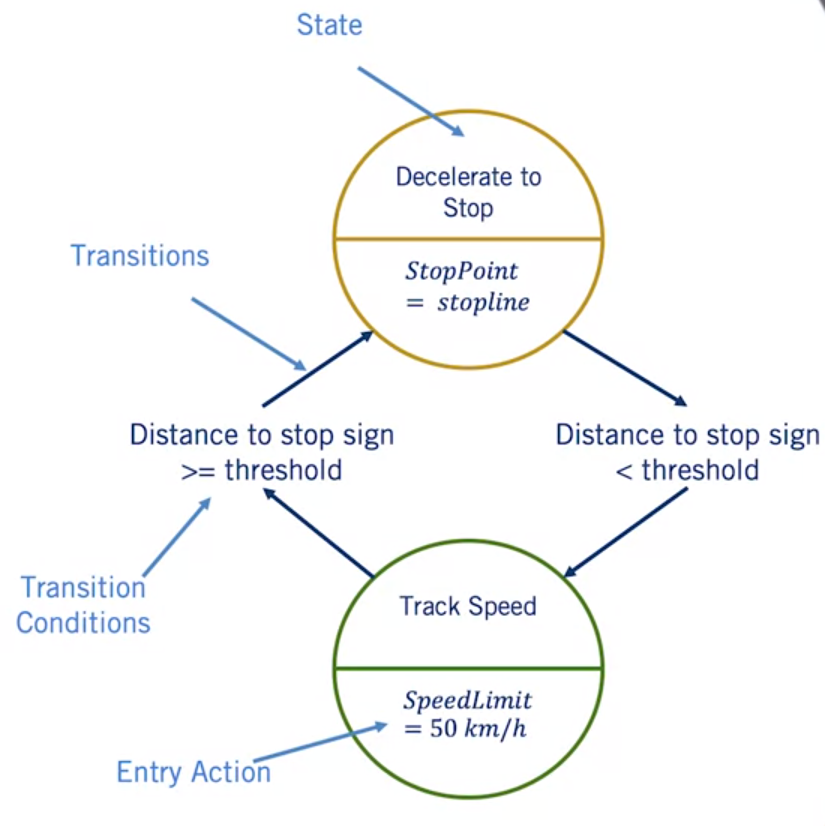 State
Decelerate to
Stop
Transitions
StopPoint
= stopline
Distance to stop sign
>= threshold
Distance to stop sign
< threshold
Transition
Conditions
Track Speed
SpeedLimit
= 50 km/h
Entry Action